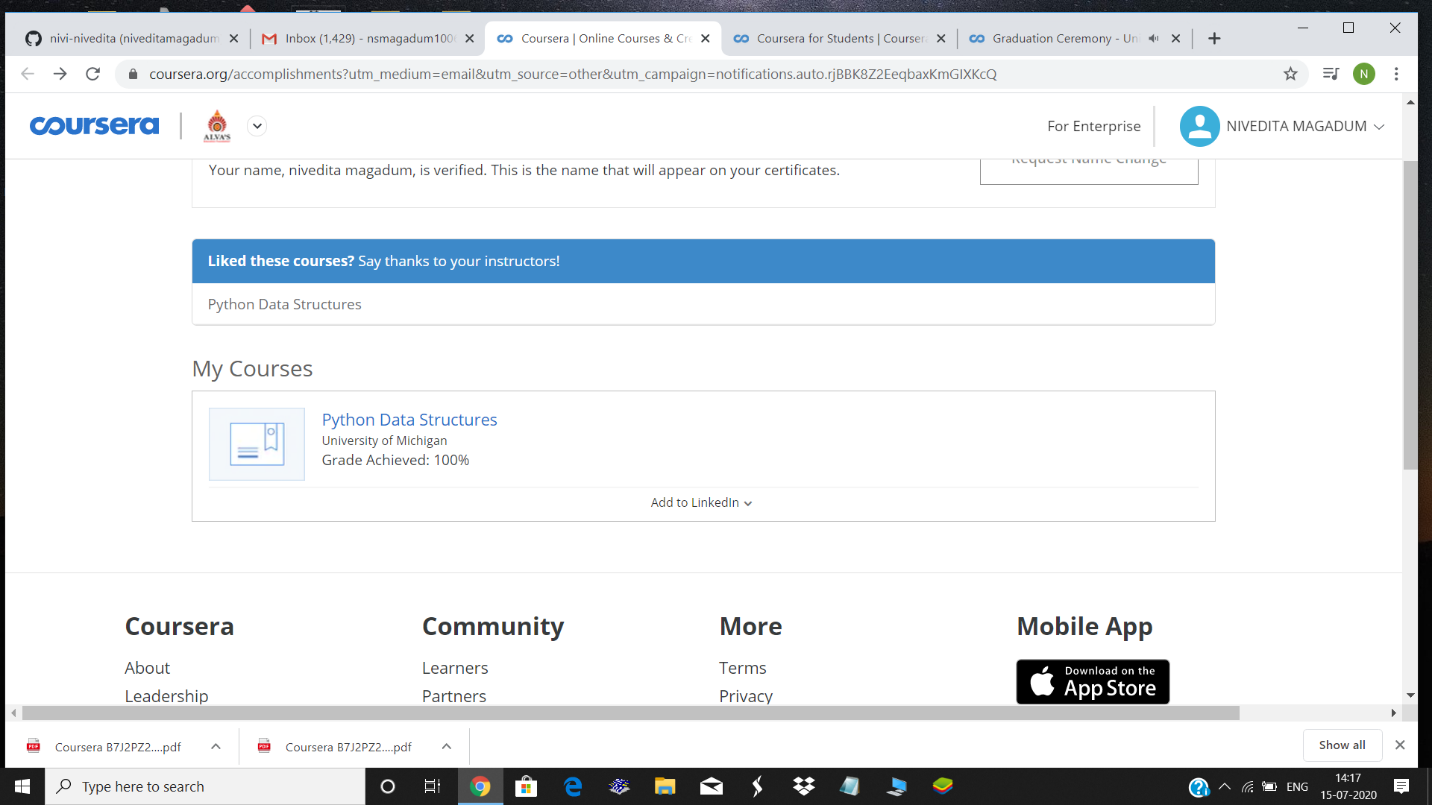 nivi-nivedita (niveditamagadum
Inbox (1,429) - nsmagadum100
Coursera | Online Courses & Cre
Coursera for Students | Coursera
Graduation Ceremony - Uni
coursera.org/accomplishments?utm_medium=email&utm_source=other&utm_campaign=notifications.auto.rjBBK8Z2EeqbaxKmGIXKcQ
N
coursera
ALVA'S
For Enterprise
NIVEDITA MAGADUM
Request Name Change
Your name, nivedita magadum, is verified. This is the name that will appear on your certificates.
Liked these courses? Say thanks to your instructors!
Python Data Structures
My Courses
Python Data Structures
University of Michigan
Grade Achieved: 100%
Add to LinkedIn
Coursera
Community
More
Mobile App
About
Learners
Terms
Download on the
App Store
Leadership
Partners
Privacy
PDF
Coursera B7J2PZ2....pdf
PDF
Coursera B7J2PZ2....pdf
Show all
Type here to search
ENG
14:17
15-07-2020